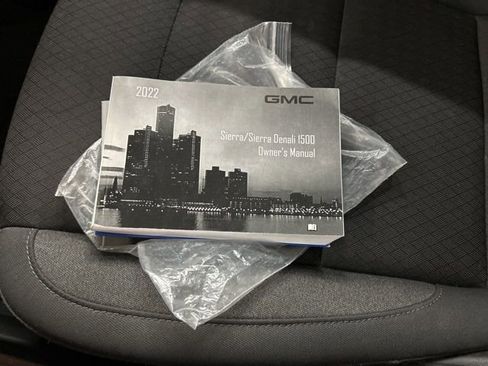 2022
GMC
Sierra/Sierra Denali 1500
Owner's Manual